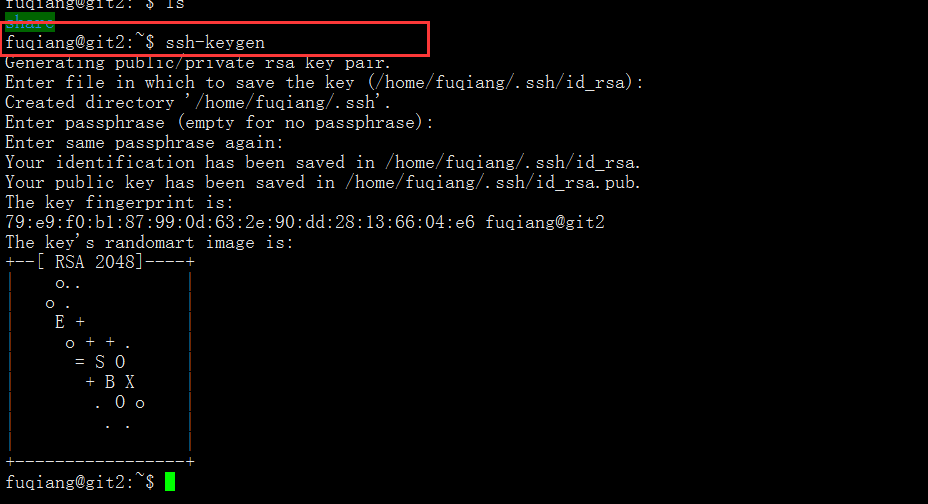 fuqiang@git2:~$ ls
share
fuqiang@git2:~$ ssh-keygen
Generating public/private rsa key pair.
Enter file in which to save the key (/home/fuqiang/.ssh/id_rsa):
Created directory '/home/fuqiang/.ssh'.
Enter passphrase (empty for no passphrase):
Enter same passphrase again:
Your identification has been saved in /home/fuqiang/.ssh/id_rsa.
Your public key has been saved in /home/fuqiang/.ssh/id_rsa.pub.
The key fingerprint is:
79:e9:f0:b1:87:99:0d:63:2e:90:dd:28:13:66:04:e6 fuqiang@git2
The key's randomart image is:
+--[ RSA 2048]----+
|    o..          |
|   o .           |
|    E +          |
|     o + + .     |
|      = S O      |
|       + B X     |
|        . O o    |
|         . .     |
|                 |
+-----------------+
fuqiang@git2:~$